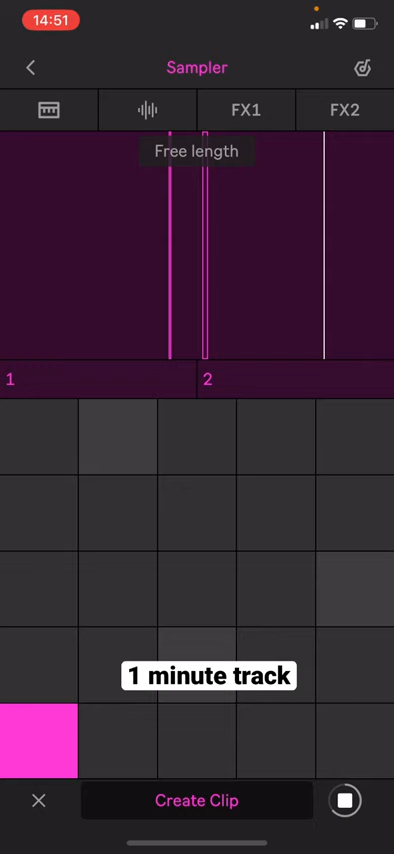 14:51
Sampler
FX1
FX2
Free length
1
2
1 minute track
Create Clip